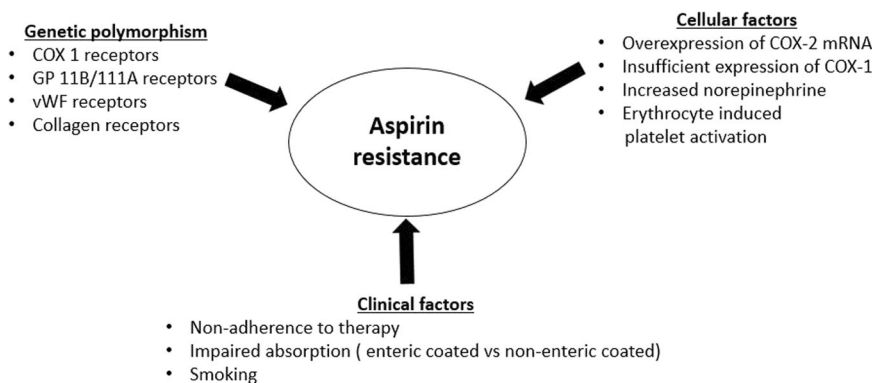 Genetic polymorphism
• COX 1 receptors
• GP 11B/111A receptors
• vWF receptors
• Collagen receptors
Cellular factors
• Overexpression of COX-2 mRNA
• Insufficient expression of COX-1
• Increased norepinephrine
• Erythrocyte induced
platelet activation
Aspirin
resistance
Clinical factors
• Non-adherence to therapy
• Impaired absorption ( enteric coated vs non-enteric coated)
• Smoking